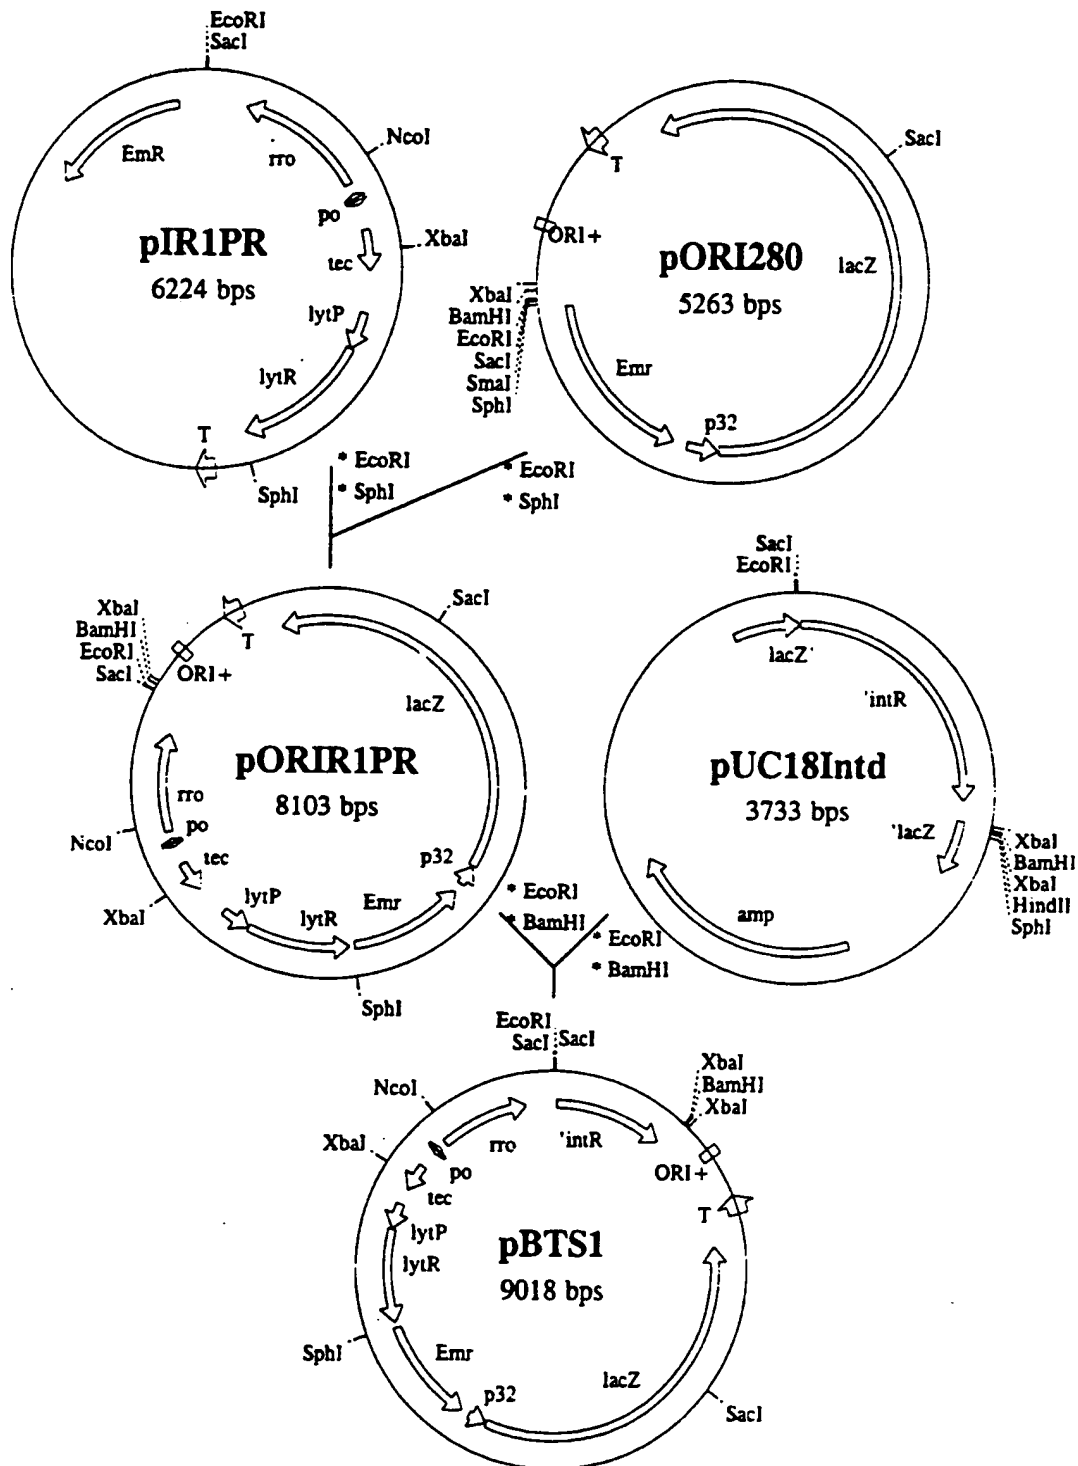 EcoRI
SacI
NcoI
XbaI
EmR
rro
po
tec
lytP
lytR
T
SphI
pIR1PR
6224 bps
SacI
T
ORI+
lacZ
XbaI
BamHI
EcoRI
SacI
SmaI
SphI
Emr
p32
pORI280
5263 bps
* EcoRI
* SphI
* EcoRI
* SphI
XbaI
BamHI
EcoRI
SacI
T
ORI+
SacI
lacZ
pORIR1PR
8103 bps
rro
po
NcoI
tec
XbaI
lytP
lytR
Emr
p32
SphI
SacI
EcoRI
lacZ'
'intR
pUC18Intd
3733 bps
'lacZ
XbaI
BamHI
XbaI
HindII
SphI
amp
* EcoRI
* BamHI
* EcoRI
* BamHI
EcoRI
SacI
SacI
XbaI
BamHI
XbaI
NcoI
XbaI
rro
'intR
po
ORI+
tec
T
lytP
lytR
pBTS1
9018 bps
SphI
Emr
p32
lacZ
SacI